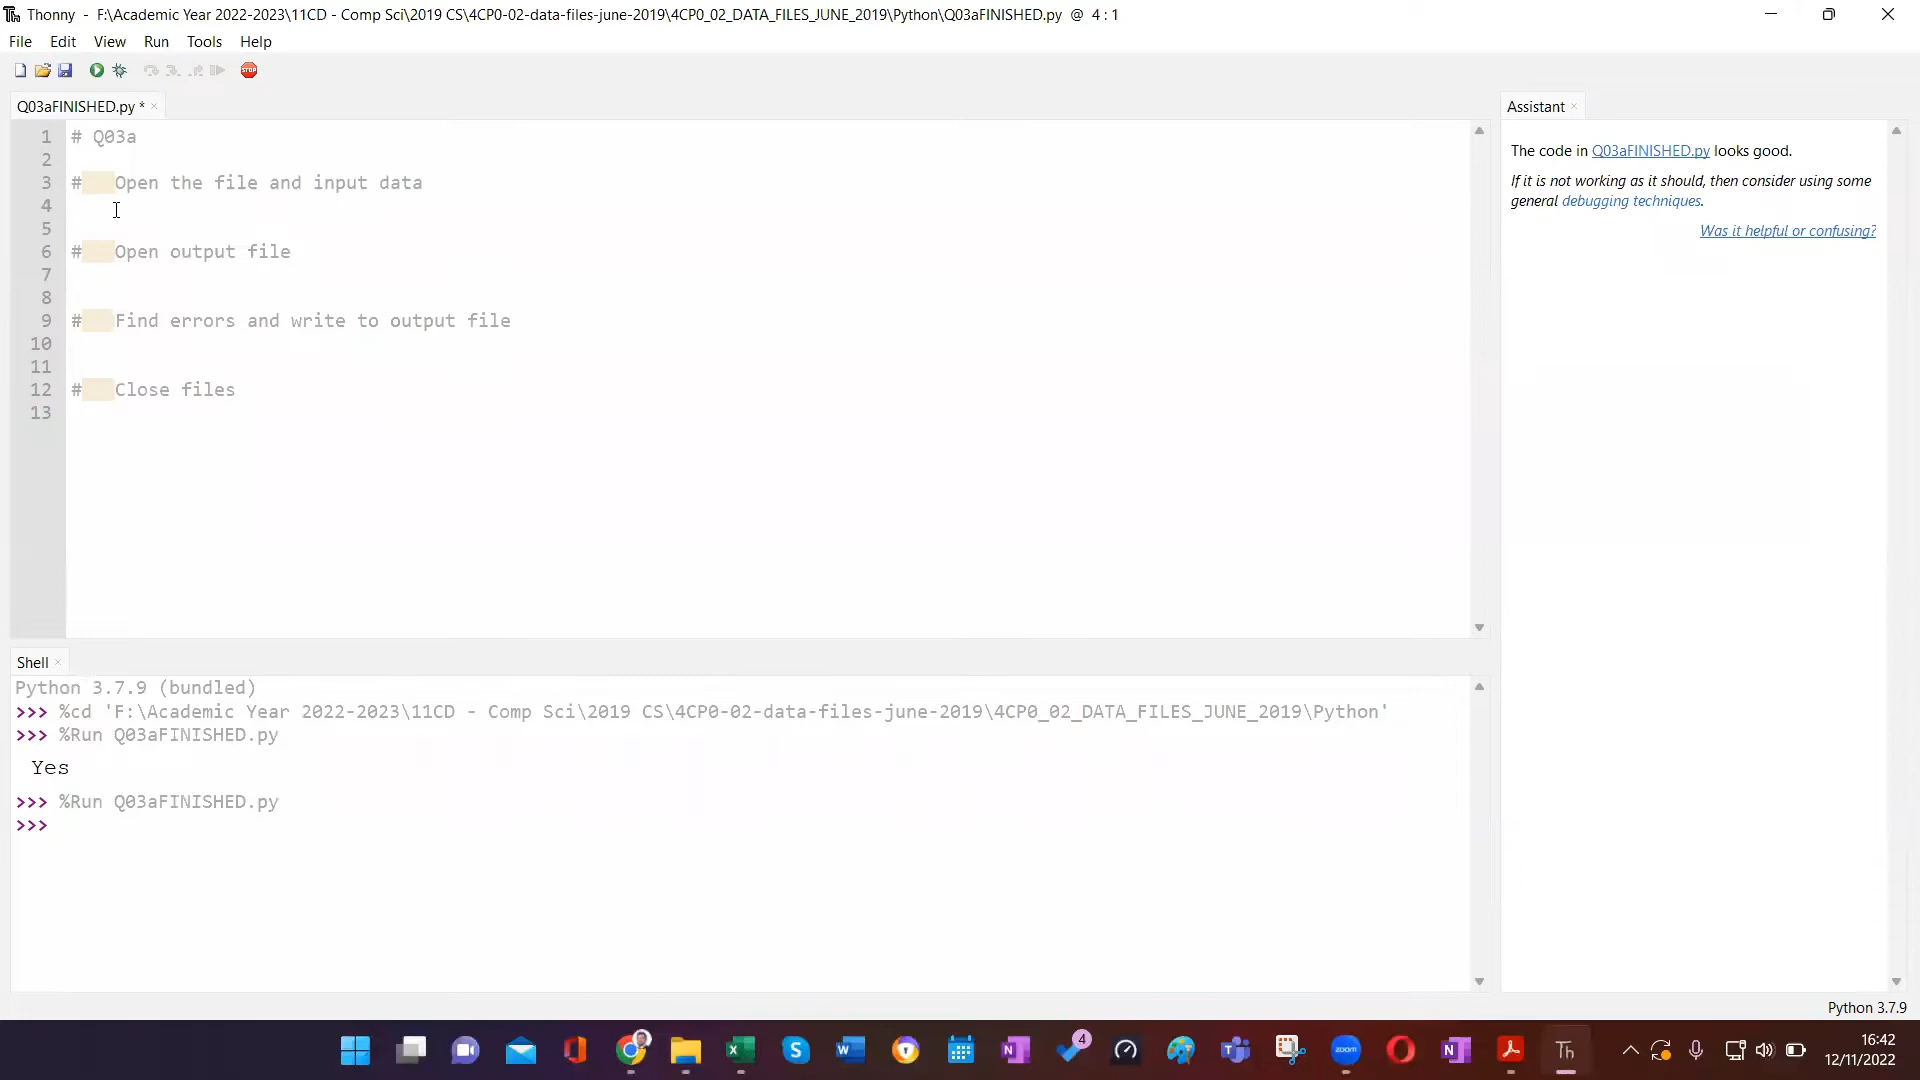 Thonny - F:\Academic Year 2022-2023\11CD - Comp Sci\2019 CS\4CP0-02-data-files-june-2019\4CP0_02_DATA_FILES_JUNE_2019\Python\Q03aFINISHED.py @ 4 : 1
File Edit View Run Tools Help
STOP
Q03aFINISHED.py * ×
1 # Q03a
2
3 # Open the file and input data
4
5
6 # Open output file
7
8
9 # Find errors and write to output file
10
11
12 # Close files
13
Assistant ×
The code in Q03aFINISHED.py looks good.
If it is not working as it should, then consider using some
general debugging techniques.
Was it helpful or confusing?
Shell ×
Python 3.7.9 (bundled)
>>> %cd 'F:\Academic Year 2022-2023\11CD - Comp Sci\2019 CS\4CP0-02-data-files-june-2019\4CP0_02_DATA_FILES_JUNE_2019\Python'
>>> %Run Q03aFINISHED.py
Yes
>>> %Run Q03aFINISHED.py
>>>
Python 3.7.9
4
zoom
Th
16:42
12/11/2022